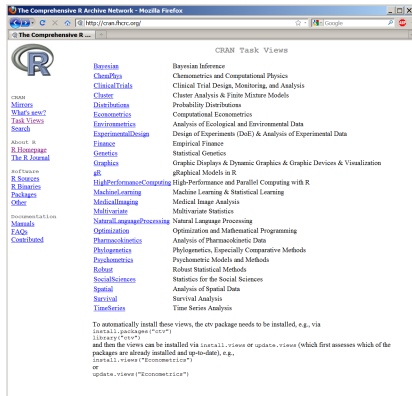 The Comprehensive R Archive Network - Mozilla Firefox
http://cran.fhcrc.org/
Google
The Comprehensive R ...
CRAN Task Views
CRAN
Mirrors
What's new?
Task Views
Search
About R
R Homepage
The R Journal
Software
R Sources
R Binaries
Packages
Other
Documentation
Manuals
FAQs
Contributed
Bayesian Bayesian Inference
ChemPhys Chemometrics and Computational Physics
ClinicalTrials Clinical Trial Design, Monitoring, and Analysis
Cluster Cluster Analysis & Finite Mixture Models
Distributions Probability Distributions
Econometrics Computational Econometrics
Environmetrics Analysis of Ecological and Environmental Data
ExperimentalDesign Design of Experiments (DoE) & Analysis of Experimental Data
Finance Empirical Finance
Genetics Statistical Genetics
Graphics Graphic Displays & Dynamic Graphics & Graphic Devices & Visualization
gR gRaphical Models in R
HighPerformanceComputing High-Performance and Parallel Computing with R
MachineLearning Machine Learning & Statistical Learning
MedicalImaging Medical Image Analysis
Multivariate Multivariate Statistics
NaturalLanguageProcessing Natural Language Processing
Optimization Optimization and Mathematical Programming
Pharmacokinetics Analysis of Pharmacokinetic Data
Phylogenetics Phylogenetics, Especially Comparative Methods
Psychometrics Psychometric Models and Methods
Robust Robust Statistical Methods
SocialSciences Statistics for the Social Sciences
Spatial Analysis of Spatial Data
Survival Survival Analysis
TimeSeries Time Series Analysis
To automatically install these views, the ctv package needs to be installed, e.g., via
install.packages("ctv")
library("ctv")
and then the views can be installed via install.views or update.views (which first assesses which of the
packages are already installed and up-to-date), e.g.,
install.views("Econometrics")
or
update.views("Econometrics")